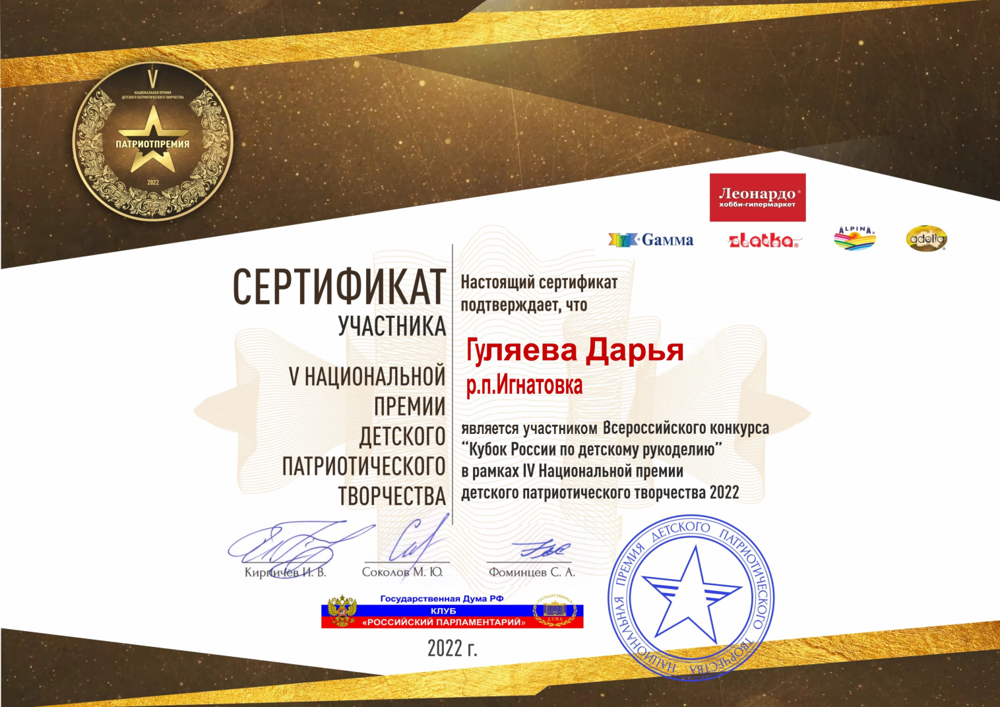 V
НАЦИОНАЛЬНАЯ ПРЕМИЯ
ДЕТСКОГО ПАТРИОТИЧЕСКОГО ТВОРЧЕСТВА
ПАТРИОТПРЕМИЯ
2022
Леонардо®
хобби-гипермаркет
Gамма
zlatka®
ALPINA®
adelia®
СЕРТИФИКАТ
УЧАСТНИКА
V НАЦИОНАЛЬНОЙ
ПРЕМИИ
ДЕТСКОГО
ПАТРИОТИЧЕСКОГО
ТВОРЧЕСТВА
Настоящий сертификат
подтверждает, что
Гуляева Дарья
р.п.Игнатовка
является участником Всероссийского конкурса
“Кубок России по детскому рукоделию”
в рамках IV Национальной премии
детского патриотического творчества 2022
Кирпичёв И. В.
Соколов М. Ю.
Фоминцев С. А.
Государственная Дума РФ
КЛУБ
«РОССИЙСКИЙ ПАРЛАМЕНТАРИЙ»
ГОСУДАРСТВЕННАЯ
ДУМА
2022 г.
НАЦИОНАЛЬНАЯ ПРЕМИЯ ДЕТСКОГО ПАТРИОТИЧЕСКОГО ТВОРЧЕСТВА